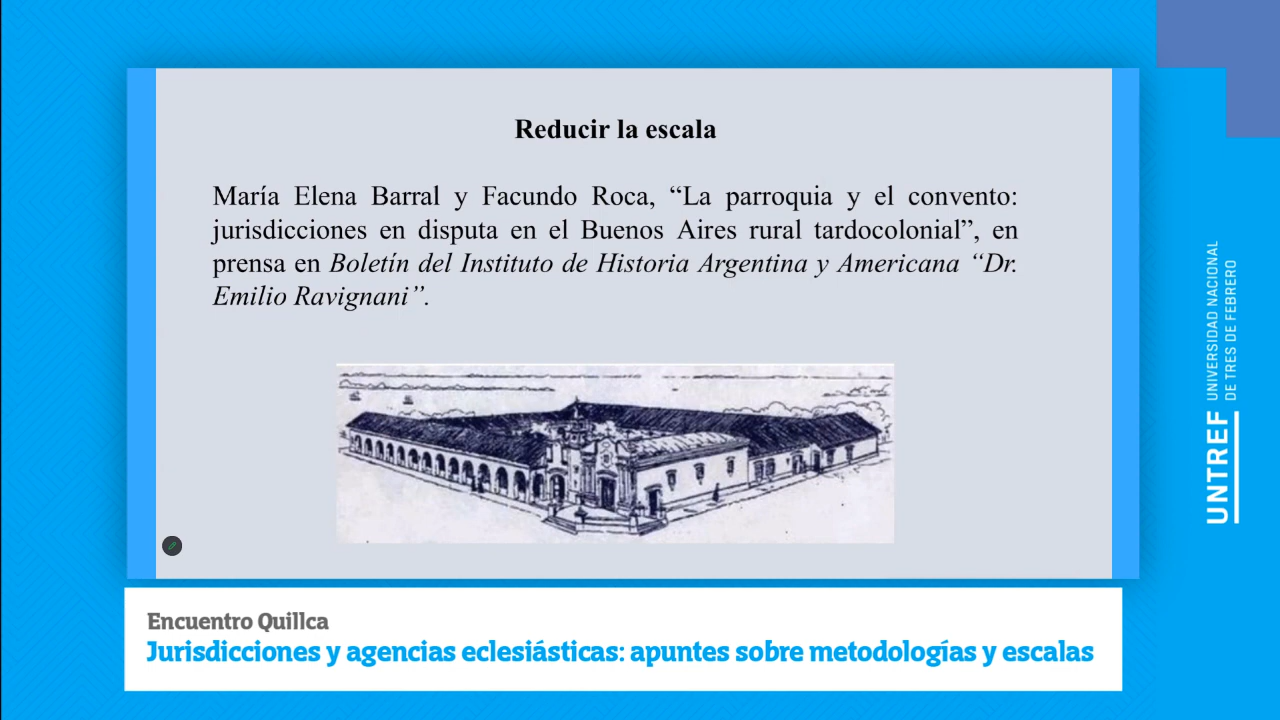 Reducir la escala
María Elena Barral y Facundo Roca, “La parroquia y el convento:
jurisdicciones en disputa en el Buenos Aires rural tardocolonial”, en
prensa en Boletín del Instituto de Historia Argentina y Americana “Dr.
Emilio Ravignani”.
Encuentro Quillca
Jurisdicciones y agencias eclesiásticas: apuntes sobre metodologías y escalas
UNTREF
UNIVERSIDAD NACIONAL
DE TRES DE FEBRERO